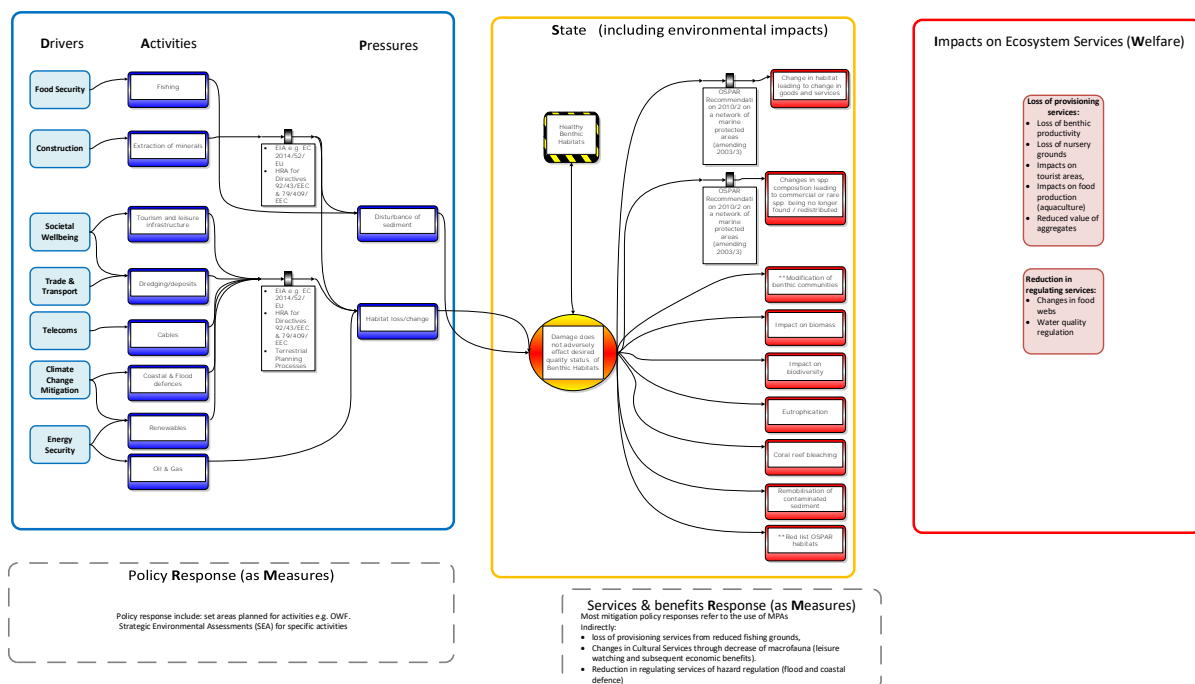 Drivers
Activities
Pressures
Food Security
Construction
Societal
Wellbeing
Trade &
Transport
Telecoms
Climate
Change
Mitigation
Energy
Security
Fishing
Extraction of minerals
Tourism and leisure
infrastructure
Dredging/deposits
Cables
Coastal & Flood
defences
Renewables
Oil & Gas
• EIA e.g. EC
2014/52/
EU
• HRA for
Directives
92/43/EEC
& 79/409/
EEC
• EIA e.g. EC
2014/52/
EU
• HRA for
Directives
92/43/EEC
& 79/409/
EEC
• Terrestrial
Planning
Processes
Disturbance of
sediment
Habitat loss/change
State (including environmental impacts)
Healthy
Benthic
Habitats
Damage does
not adversely
effect desired
quality status of
Benthic Habitats
OSPAR
Recommendati
on 2010/2 on
a network of
marine
protected
areas
(amending
2003/3)
OSPAR
Recommendati
on 2010/2 on
a network of
marine
protected
areas
(amending
2003/3)
Change in habitat
leading to change in
goods and services
Changes in spp.
composition leading
to commercial or rare
spp. being no longer
found / redistributed
**Modification of
benthic communities
Impact on biomass
Impact on
biodiversity
Eutrophication
Coral reef bleaching
Remobilisation of
contaminated
sediment
**Red list OSPAR
habitats
Impacts on Ecosystem Services (Welfare)
Loss of provisioning
services:
• Loss of benthic
productivity
• Loss of nursery
grounds
• Impacts on
tourist areas,
• Impacts on food
production
(aquaculture)
• Reduced value of
aggregates
Reduction in
regulating services:
• Changes in food
webs
• Water quality
regulation
Policy Response (as Measures)
Policy response include: set areas planned for activities e.g. OWF.
Strategic Environmental Assessments (SEA) for specific activities
Services & benefits Response (as Measures)
Most mitigation policy responses refer to the use of MPAs
Indirectly:
• loss of provisioning services from reduced fishing grounds,
• Changes in Cultural Services through decrease of macrofauna (leisure
watching and subsequent economic benefits).
• Reduction in regulating services of hazard regulation (flood and coastal
defence)